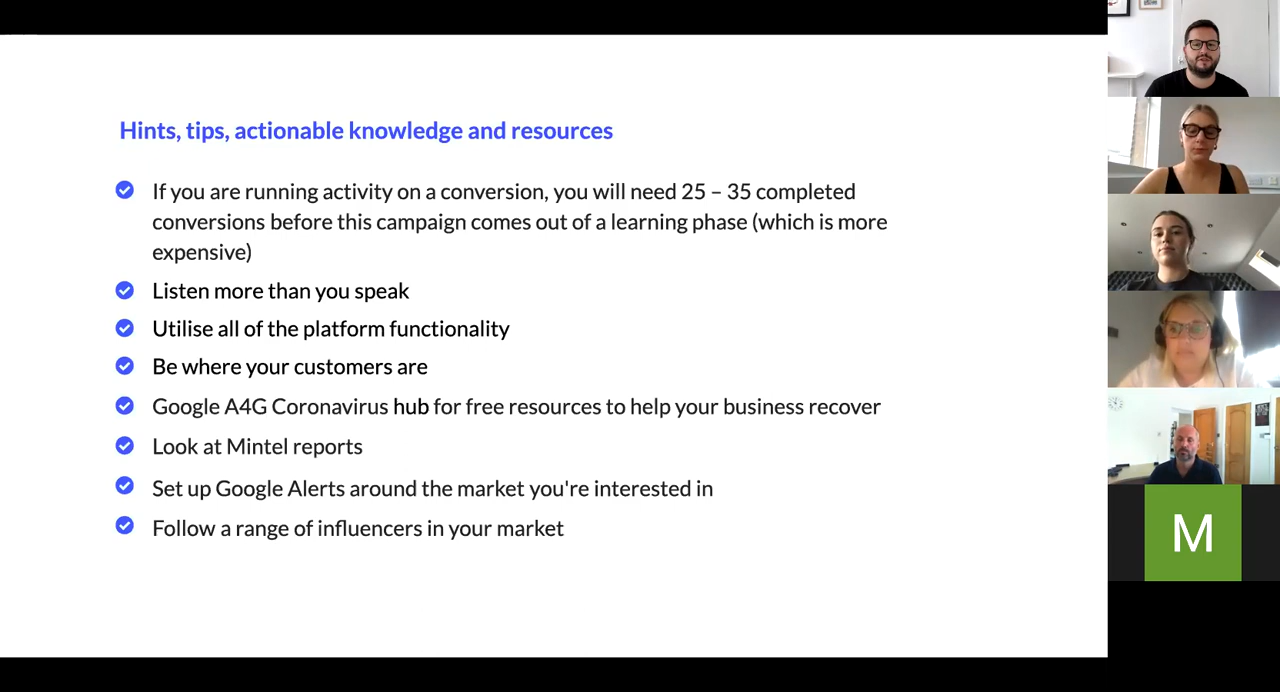 Hints, tips, actionable knowledge and resources
If you are running activity on a conversion, you will need 25 – 35 completed
conversions before this campaign comes out of a learning phase (which is more
expensive)
Listen more than you speak
Utilise all of the platform functionality
Be where your customers are
Google A4G Coronavirus hub for free resources to help your business recover
Look at Mintel reports
Set up Google Alerts around the market you're interested in
Follow a range of influencers in your market
M